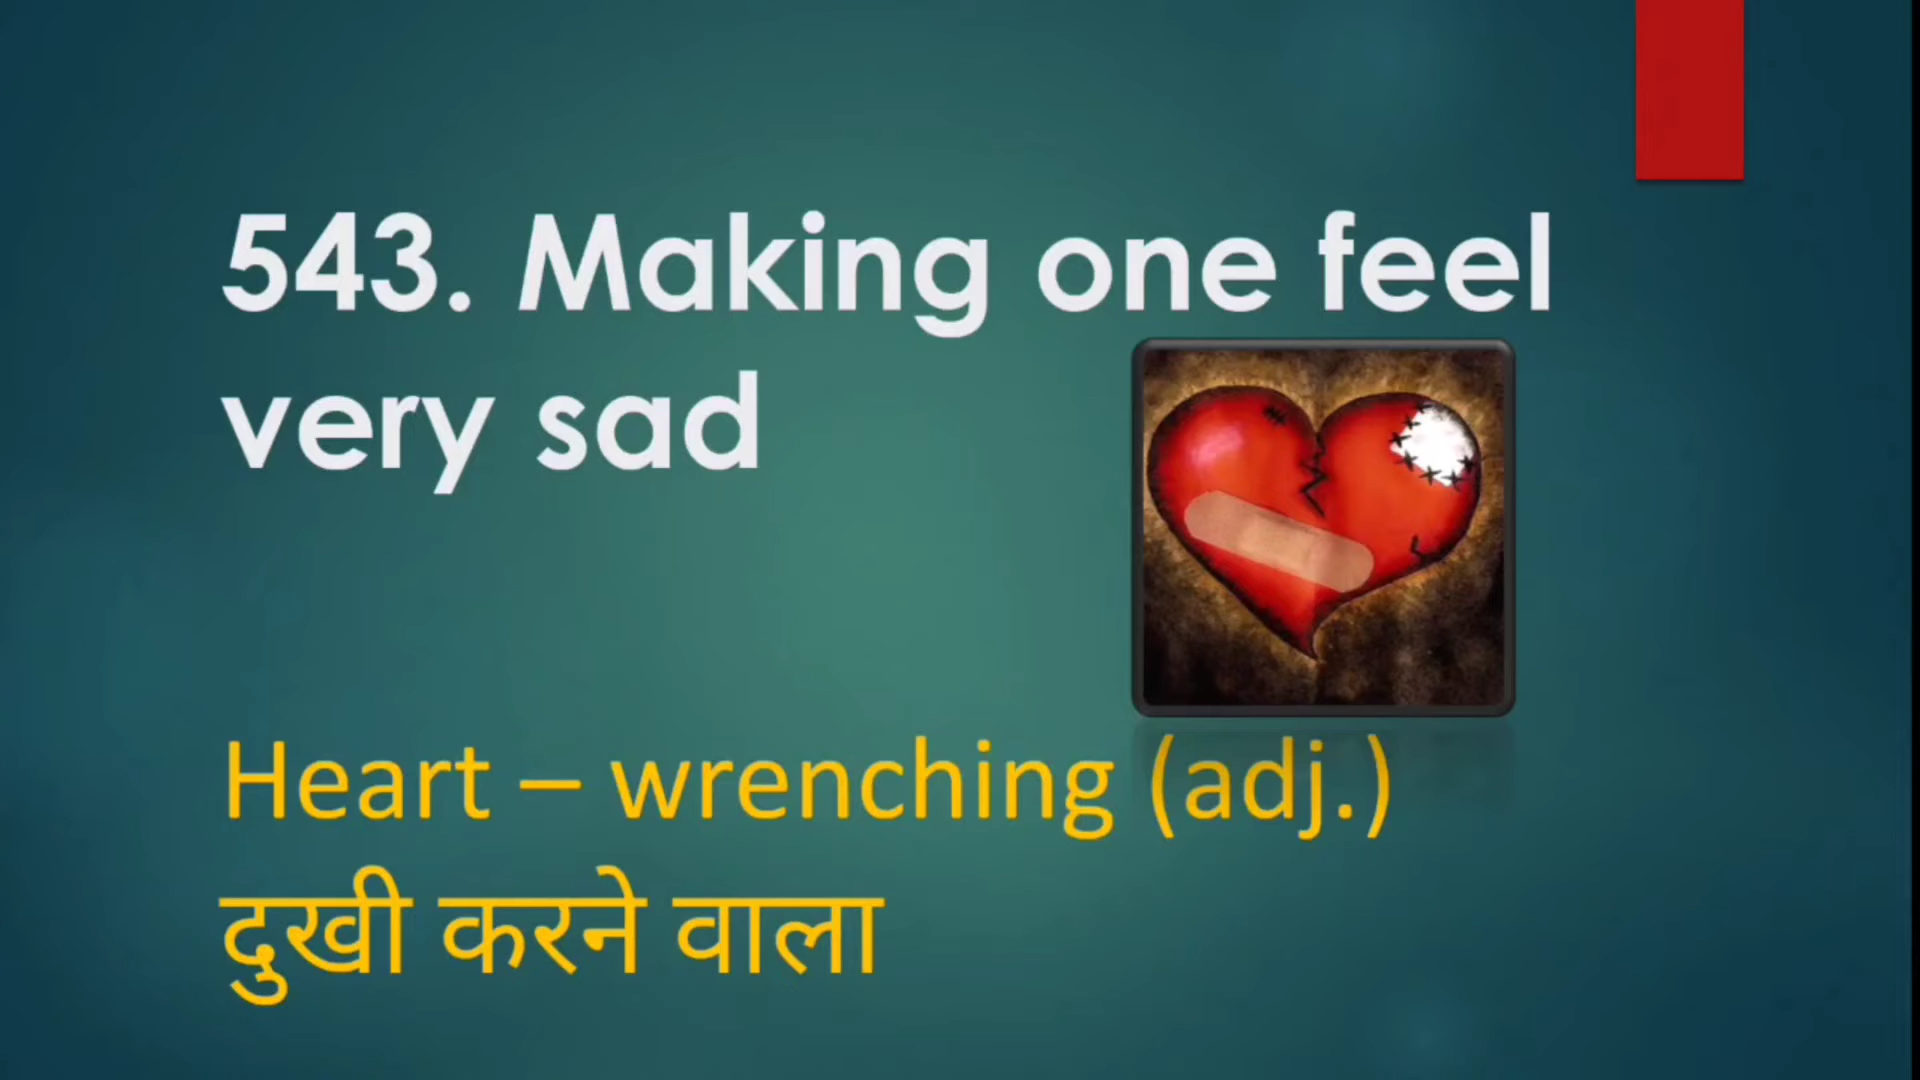 543. Making one feel
very sad
Heart – wrenching (adj.)
दुखी करने वाला